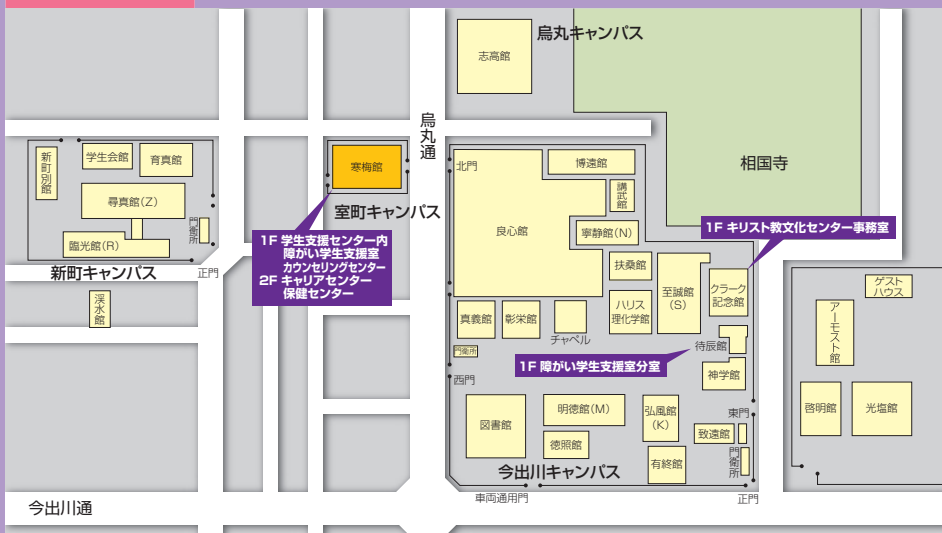 烏丸キャンパス
志高館
烏丸通
相国寺
新町別館
学生会館
育真館
尋真館(Z)
門衛所
臨光館(R)
新町キャンパス
正門
渓水館
寒梅館
室町キャンパス
1F 学生支援センター内
障がい学生支援室
カウンセリングセンター
2F キャリアセンター
保健センター
北門
博遠館
講武館
良心館
寧静館(N)
1F キリスト教文化センター事務室
扶桑館
至誠館
(S)
クラーク
記念館
ハリス
理化学館
真義館
彰栄館
チャペル
門衛所
西門
待辰館
1F 障がい学生支援室分室
神学館
図書館
明徳館(M)
徳照館
弘風館
(K)
有終館
致遠館
東門
門衛所
今出川キャンパス
車両通用門
正門
ゲスト
ハウス
アーモスト館
啓明館
光塩館
今出川通